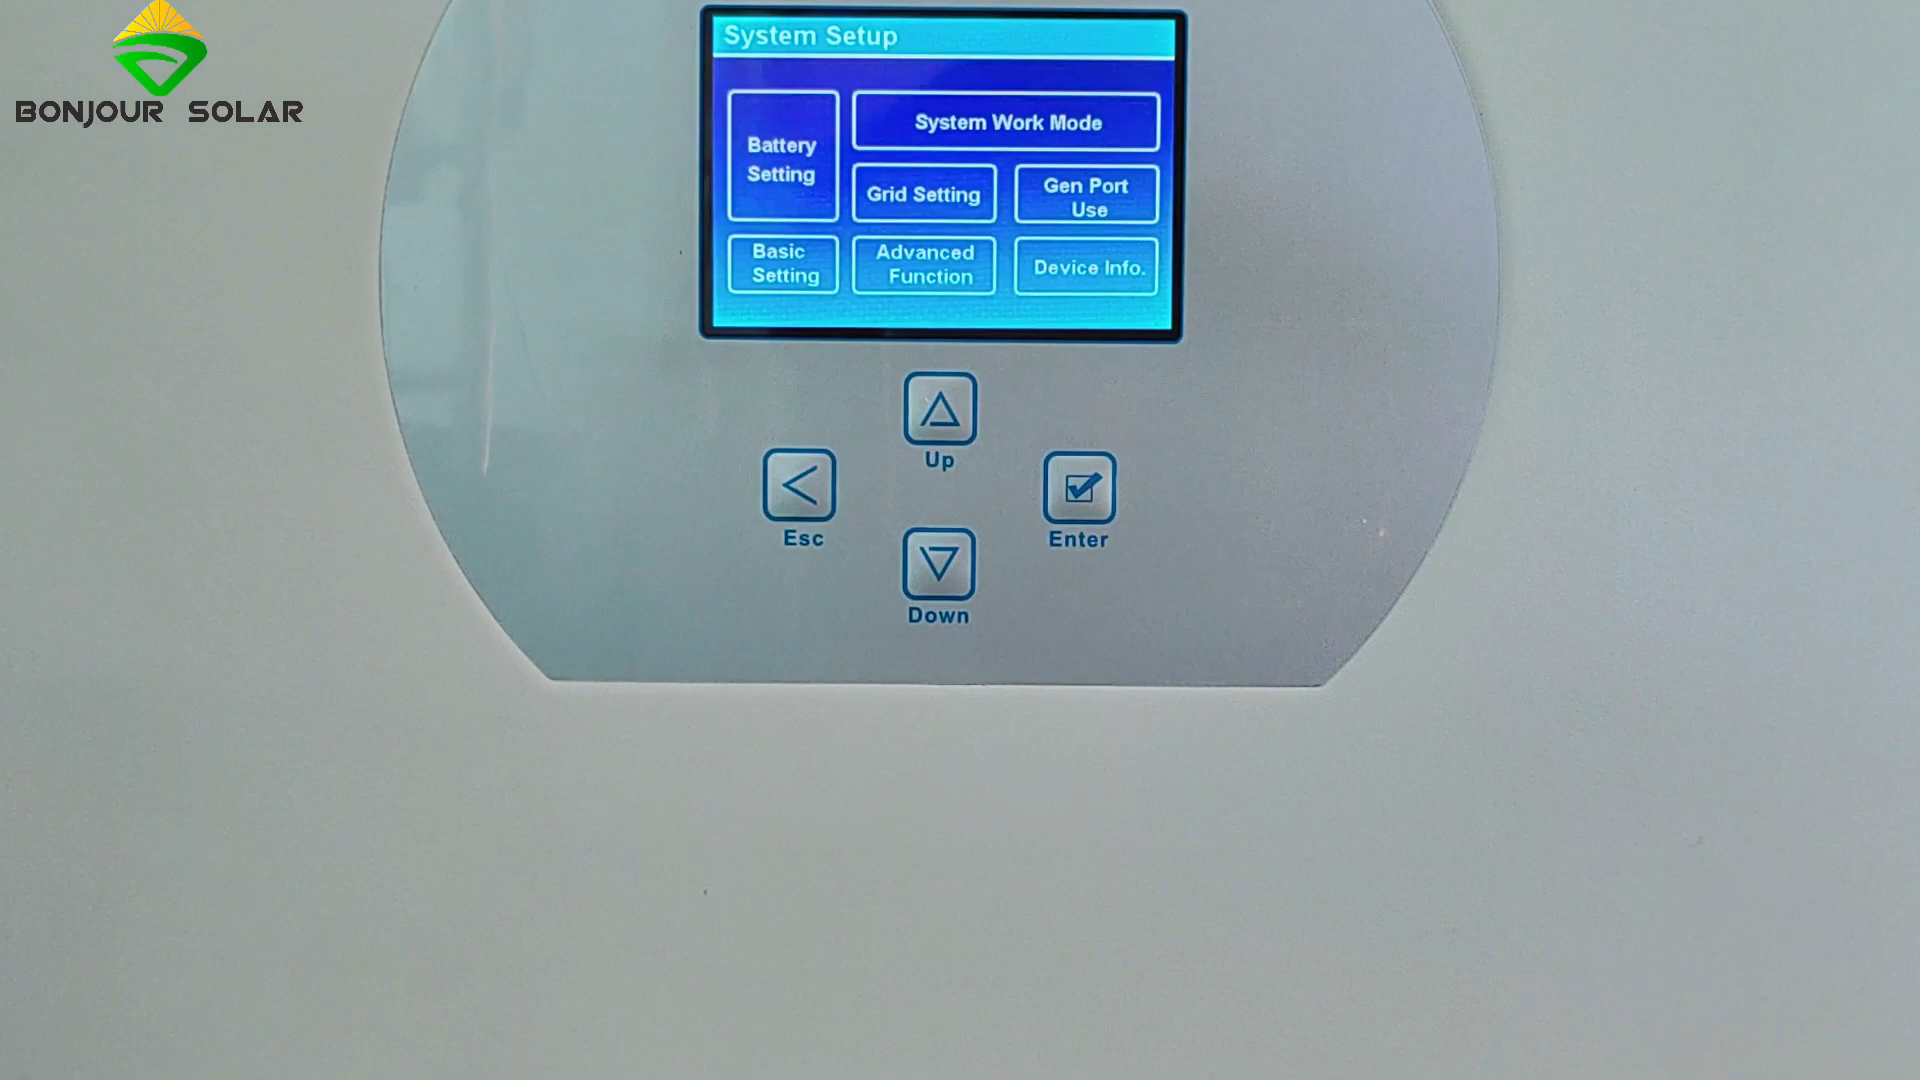 BONJOUR SOLAR
System Setup
Battery
Setting
System Work Mode
Grid Setting
Gen Port
Use
Basic
Setting
Advanced
Function
Device Info.
Up
Esc
Enter
Down